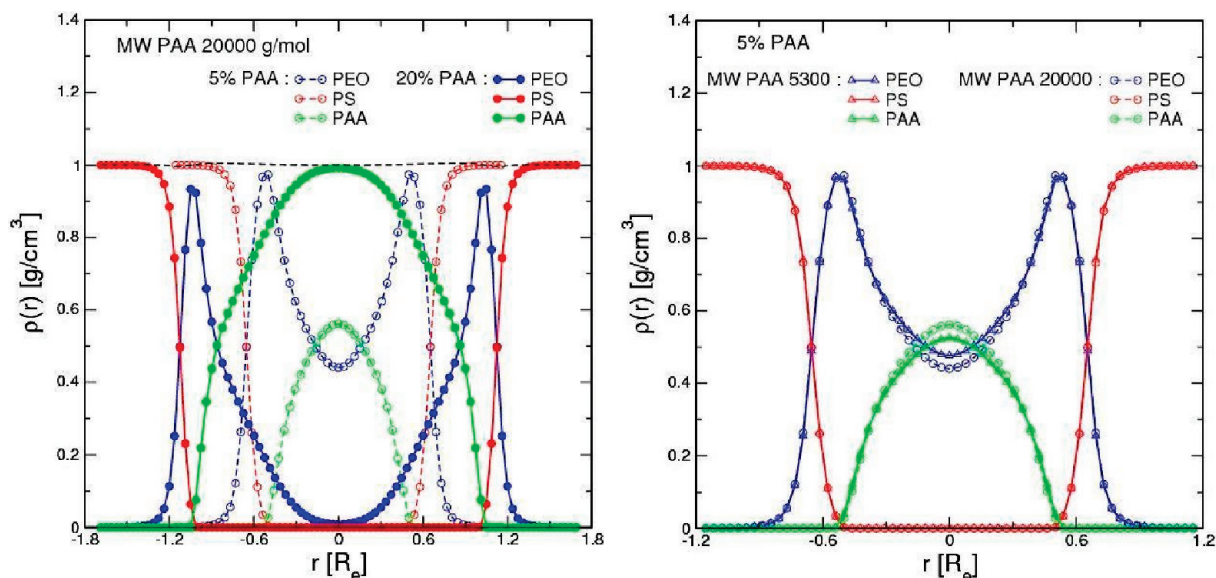 MW PAA 20000 g/mol
5% PAA : PEO 20% PAA : PEO
PS PS
PAA PAA
ρ(r) [g/cm³]
1.4
1.2
1
0.8
0.6
0.4
0.2
0
-1.8 -1.2 -0.6 0 0.6 1.2 1.8
r [R_e]
5% PAA
MW PAA 5300 : PEO MW PAA 20000 : PEO
PS PS
PAA PAA
ρ(r) [g/cm³]
1.4
1.2
1
0.8
0.6
0.4
0.2
0
-1.2 -0.6 0 0.6 1.2
r [R_e]